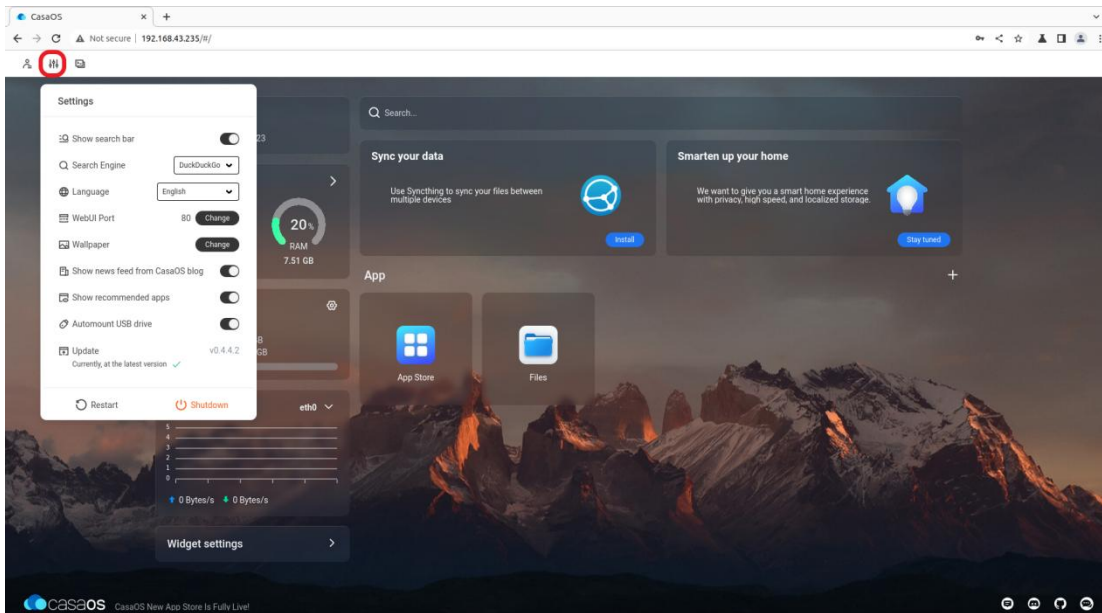 CasaOS
Not secure | 192.168.43.235/#/
Settings
Show search bar
Search Engine
DuckDuckGo
Language
English
WebUI Port
80
Change
Wallpaper
Change
Show news feed from CasaOS blog
Show recommended apps
Automount USB drive
Update
v0.4.4.2
Currently, at the latest version
Restart
Shutdown
23
20%
RAM
7.51 GB
GB
eth0
5
4
3
2
1
0
0 Bytes/s
0 Bytes/s
Widget settings
Search...
Sync your data
Use Syncthing to sync your files between
multiple devices
Install
Smarten up your home
We want to give you a smart home experience
with privacy, high speed, and localized storage.
Stay tuned
App
App Store
Files
CasaOS
CasaOS New App Store Is Fully Live!